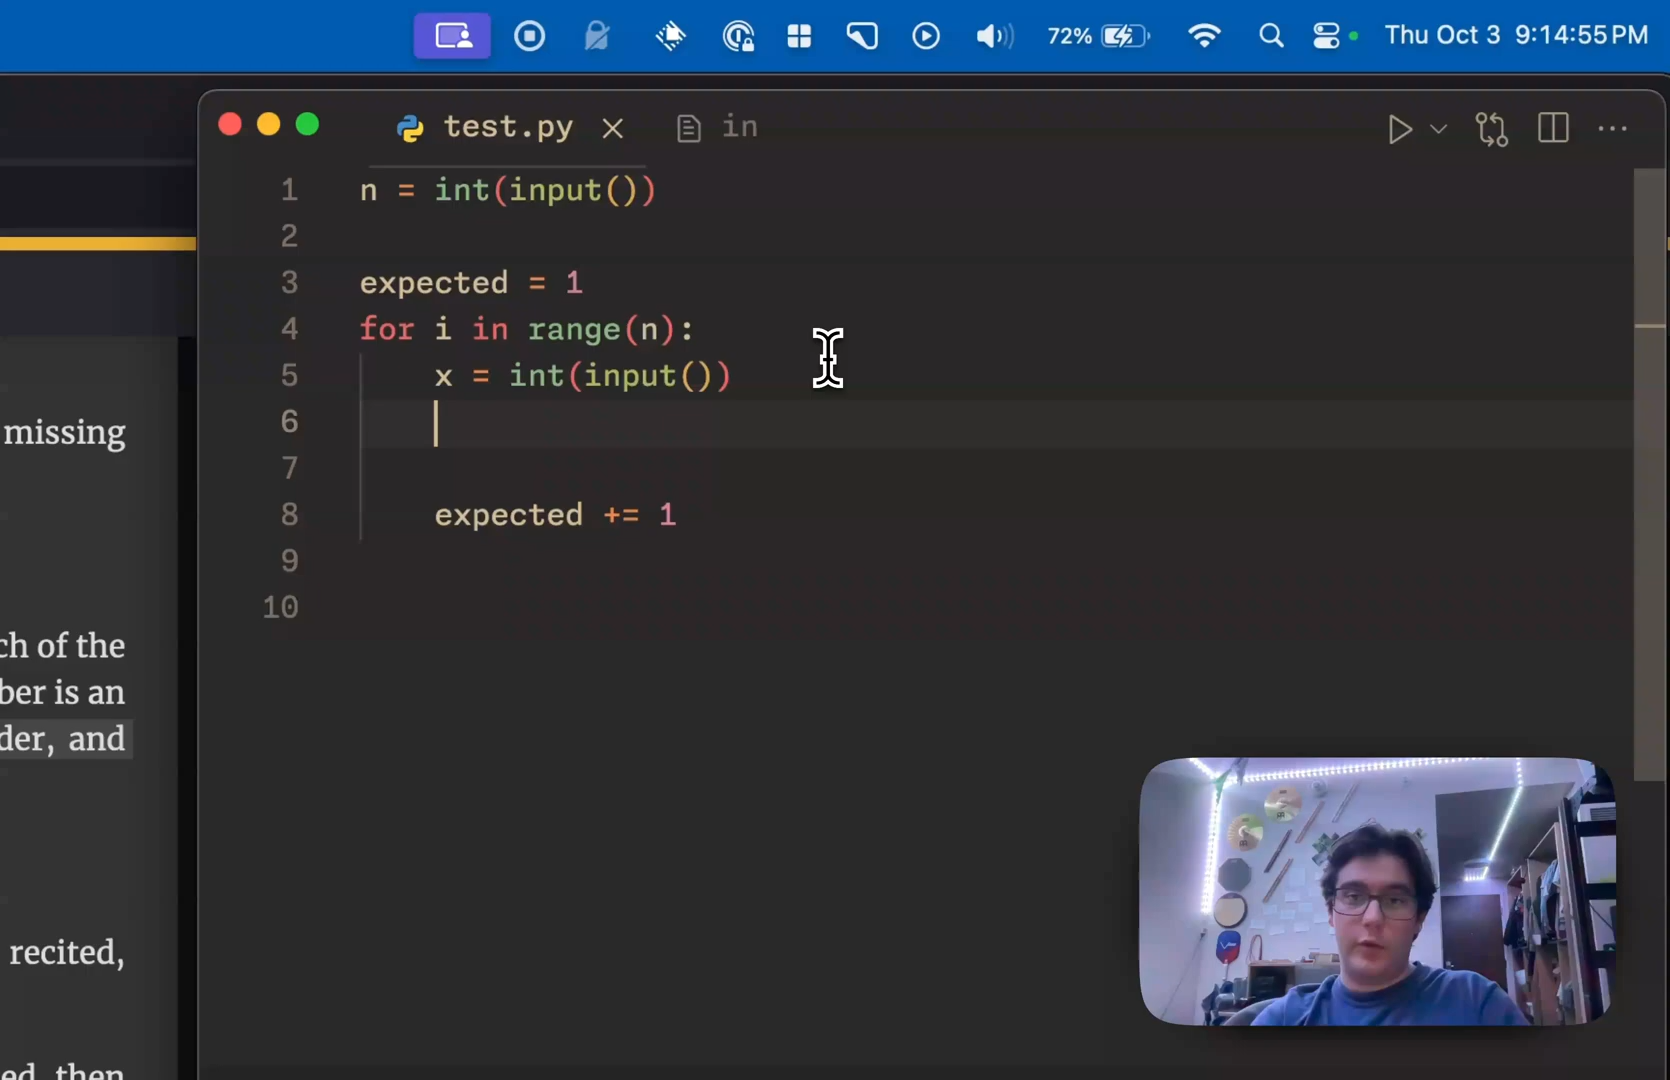 72%
Thu Oct 3 9:14:55 PM
test.py
in
1 n = int(input())
2
3 expected = 1
4 for i in range(n):
5 x = int(input())
6
7
8 expected += 1
9
10
missing
ch of the
ber is an
der, and
recited,
ed, then